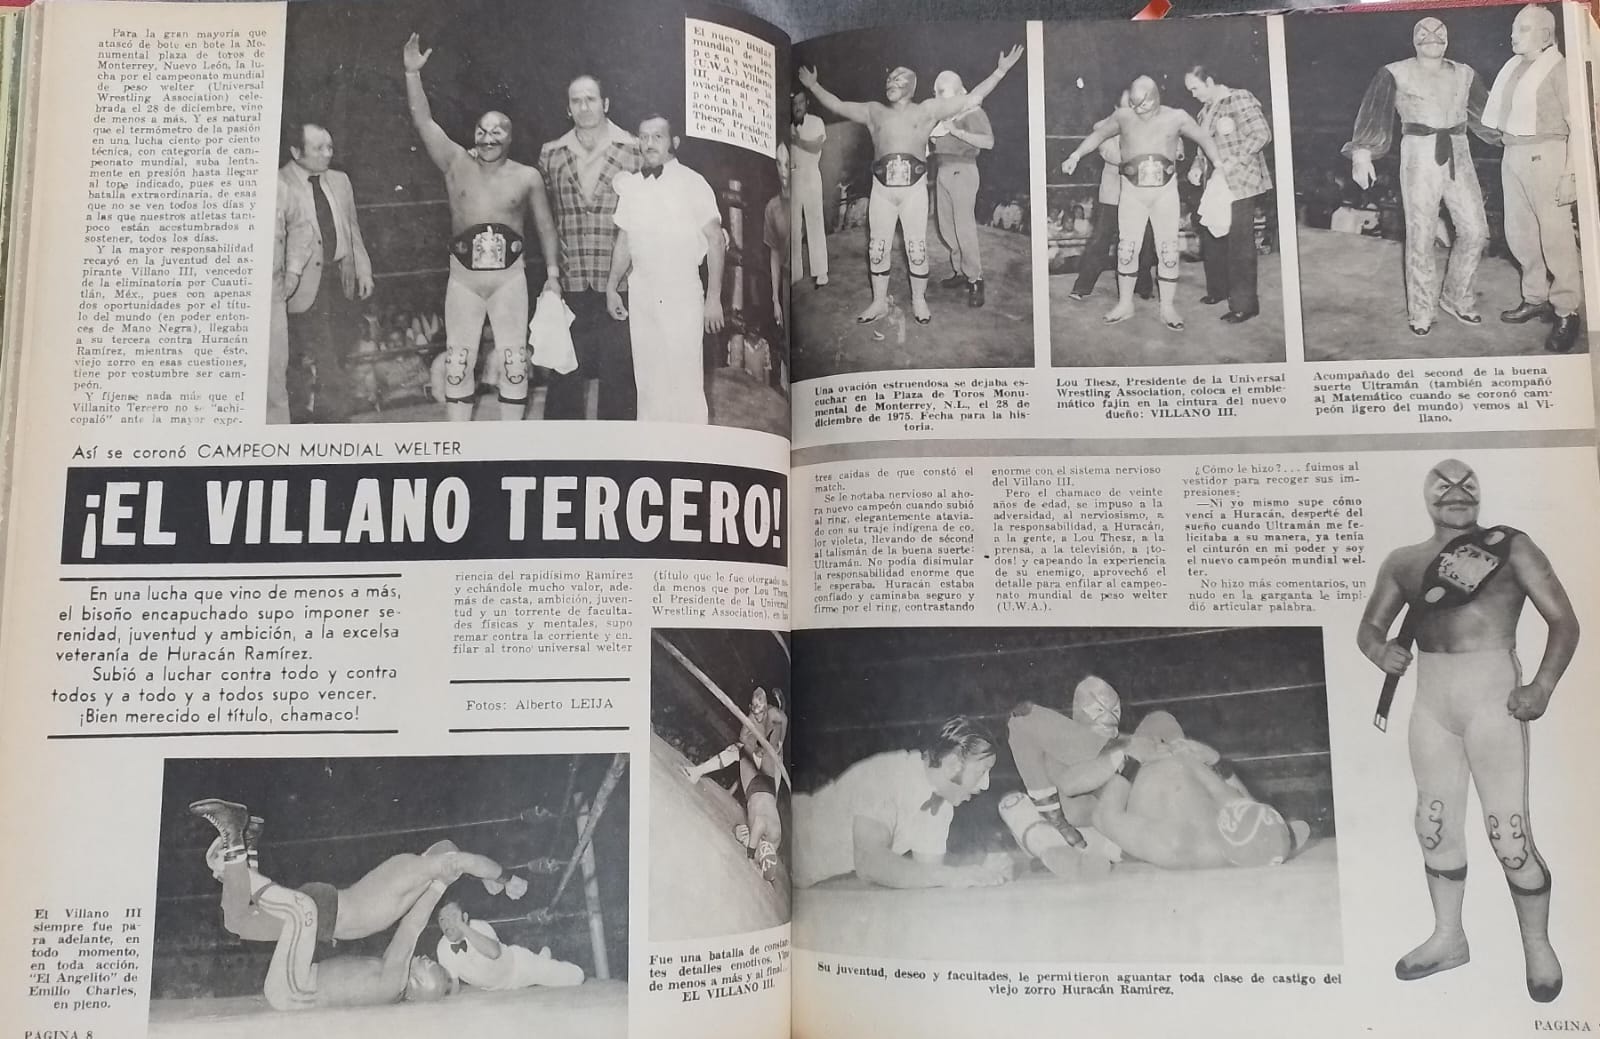 Para la gran mayoría que
atascó de bote en bote la Mo-
numental plaza de toros de
Monterrey, Nuevo León, la lu-
cha por el campeonato mundial
de peso welter (Universal
Wrestling Association) cele-
brada el 28 de diciembre, vino
de menos a más. Y es natural
que el termómetro de la pasión
en una lucha ciento por ciento
técnica, con categoría de cam-
peonato mundial, suba lenta-
mente en presión hasta llegar
al tope indicado, pues es una
batalla extraordinaria, de esas
que no se ven todos los días y
a las que nuestros atletas tam-
poco están acostumbrados a
sostener, todos los días.
Y la mayor responsabilidad
recayó en la juventud del as-
pirante Villano III, vencedor
de la eliminatoria por Cuauti-
tlán, Méx., pues con apenas
dos oportunidades por el títu-
lo del mundo (en poder enton-
ces de Mano Negra), llegaba
a su tercera contra Huracán
Ramírez, mientras que éste,
viejo zorro en esas cuestiones,
tiene por costumbre ser cam-
peón.
Y fíjense nada más que el
Villanito Tercero no se "achi-
copaló" ante la mayor expe-
El nuevo titular
mundial de los
pesos welters
(U.W.A.) Villano
III, agradece la
ovación al res-
petable. Lo
acompaña Lou
Thesz, Presiden-
te de la U.W.A.
Así se coronó CAMPEON MUNDIAL WELTER
¡EL VILLANO TERCERO!
En una lucha que vino de menos a más,
el bisoño encapuchado supo imponer se-
renidad, juventud y ambición, a la excelsa
veteranía de Huracán Ramírez.
Subió a luchar contra todo y contra
todos y a todo y a todos supo vencer.
¡Bien merecido el título, chamaco!
riencia del rapidísimo Ramírez
y echándole mucho valor, ade-
más de casta, ambición, juven-
tud y un torrente de faculta-
des físicas y mentales, supo
remar contra la corriente y en-
filar al trono universal welter
Fotos: Alberto LEIJA
(título que le fue otorgado na-
da menos que por Lou Thesz,
el Presidente de la Universal
Wrestling Association), en las
El Villano III
siempre fue pa-
ra adelante, en
todo momento,
en toda acción,
"El Angelito" de
Emilio Charles,
en pleno.
Fue una batalla de constan-
tes detalles emotivos. Vino
de menos a más y al final...
EL VILLANO III.
PAGINA 8
Una ovación estruendosa se dejaba es-
cuchar en la Plaza de Toros Monu-
mental de Monterrey, N.L., el 28 de
diciembre de 1975. Fecha para la his-
toria.
Lou Thesz, Presidente de la Universal
Wrestling Association, coloca el emble-
mático fajín en la cintura del nuevo
dueño: VILLANO III.
Acompañado del second de la buena
suerte Ultramán (también acompañó
al Matemático cuando se coronó cam-
peón ligero del mundo) vemos al Vi-
llano.
tres caídas de que constó el
match.
Se le notaba nervioso al aho-
ra nuevo campeón cuando subió
al ring, elegantemente atavia-
do con su traje indígena de co-
lor violeta, llevando de sécond
al talismán de la buena suerte:
Ultramán. No podía disimular
la responsabilidad enorme que
le esperaba. Huracán estaba
confiado y caminaba seguro y
firme por el ring, contrastando
enorme con el sistema nervioso
del Villano III.
Pero el chamaco de veinte
años de edad, se impuso a la
adversidad, al nerviosismo, a
la responsabilidad, a Huracán,
a la gente, a Lou Thesz, a la
prensa, a la televisión, a ¡to-
dos! y capeando la experiencia
de su enemigo, aprovechó el
detalle para enfilar al campeo-
nato mundial de peso welter
(U.W.A.).
¿Cómo le hizo?... fuimos al
vestidor para recoger sus im-
presiones:
—Ni yo mismo supe cómo
vencí a Huracán, desperté del
sueño cuando Ultramán me fe-
licitaba a su manera, ya tenía
el cinturón en mi poder y soy
el nuevo campeón mundial wel-
ter.
No hizo más comentarios, un
nudo en la garganta le impi-
dió articular palabra.
Su juventud, deseo y facultades, le permitieron aguantar toda clase de castigo del
viejo zorro Huracán Ramírez.
PAGINA